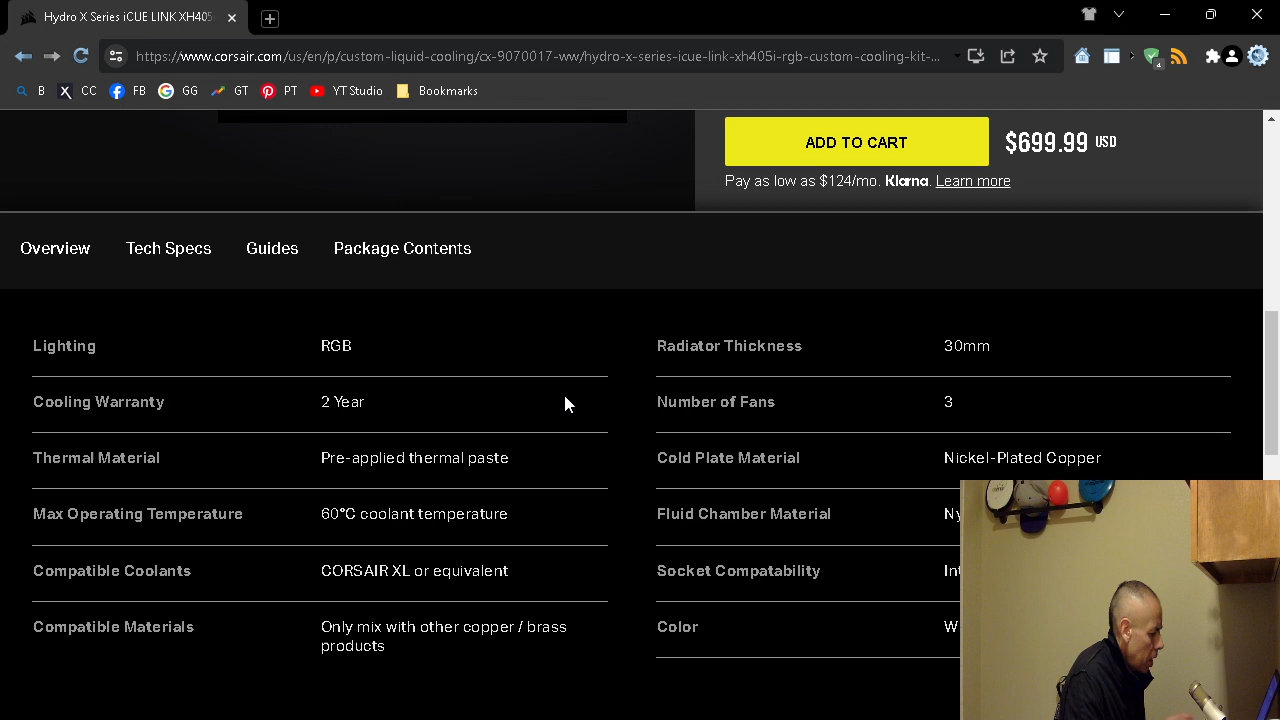 Hydro X Series iCUE LINK XH405i
https://www.corsair.com/us/en/p/custom-liquid-cooling/cx-9070017-ww/hydro-x-series-icue-link-xh405i-rgb-custom-cooling-kit-...
B CC FB GG GT PT YT Studio Bookmarks
ADD TO CART $699.99 USD
Pay as low as $124/mo. Klarna. Learn more
Overview Tech Specs Guides Package Contents
Lighting RGB Radiator Thickness 30mm
Cooling Warranty 2 Year Number of Fans 3
Thermal Material Pre-applied thermal paste Cold Plate Material Nickel-Plated Copper
Max Operating Temperature 60°C coolant temperature Fluid Chamber Material Ny
Compatible Coolants CORSAIR XL or equivalent Socket Compatability Int
Compatible Materials Only mix with other copper / brass Color W
products